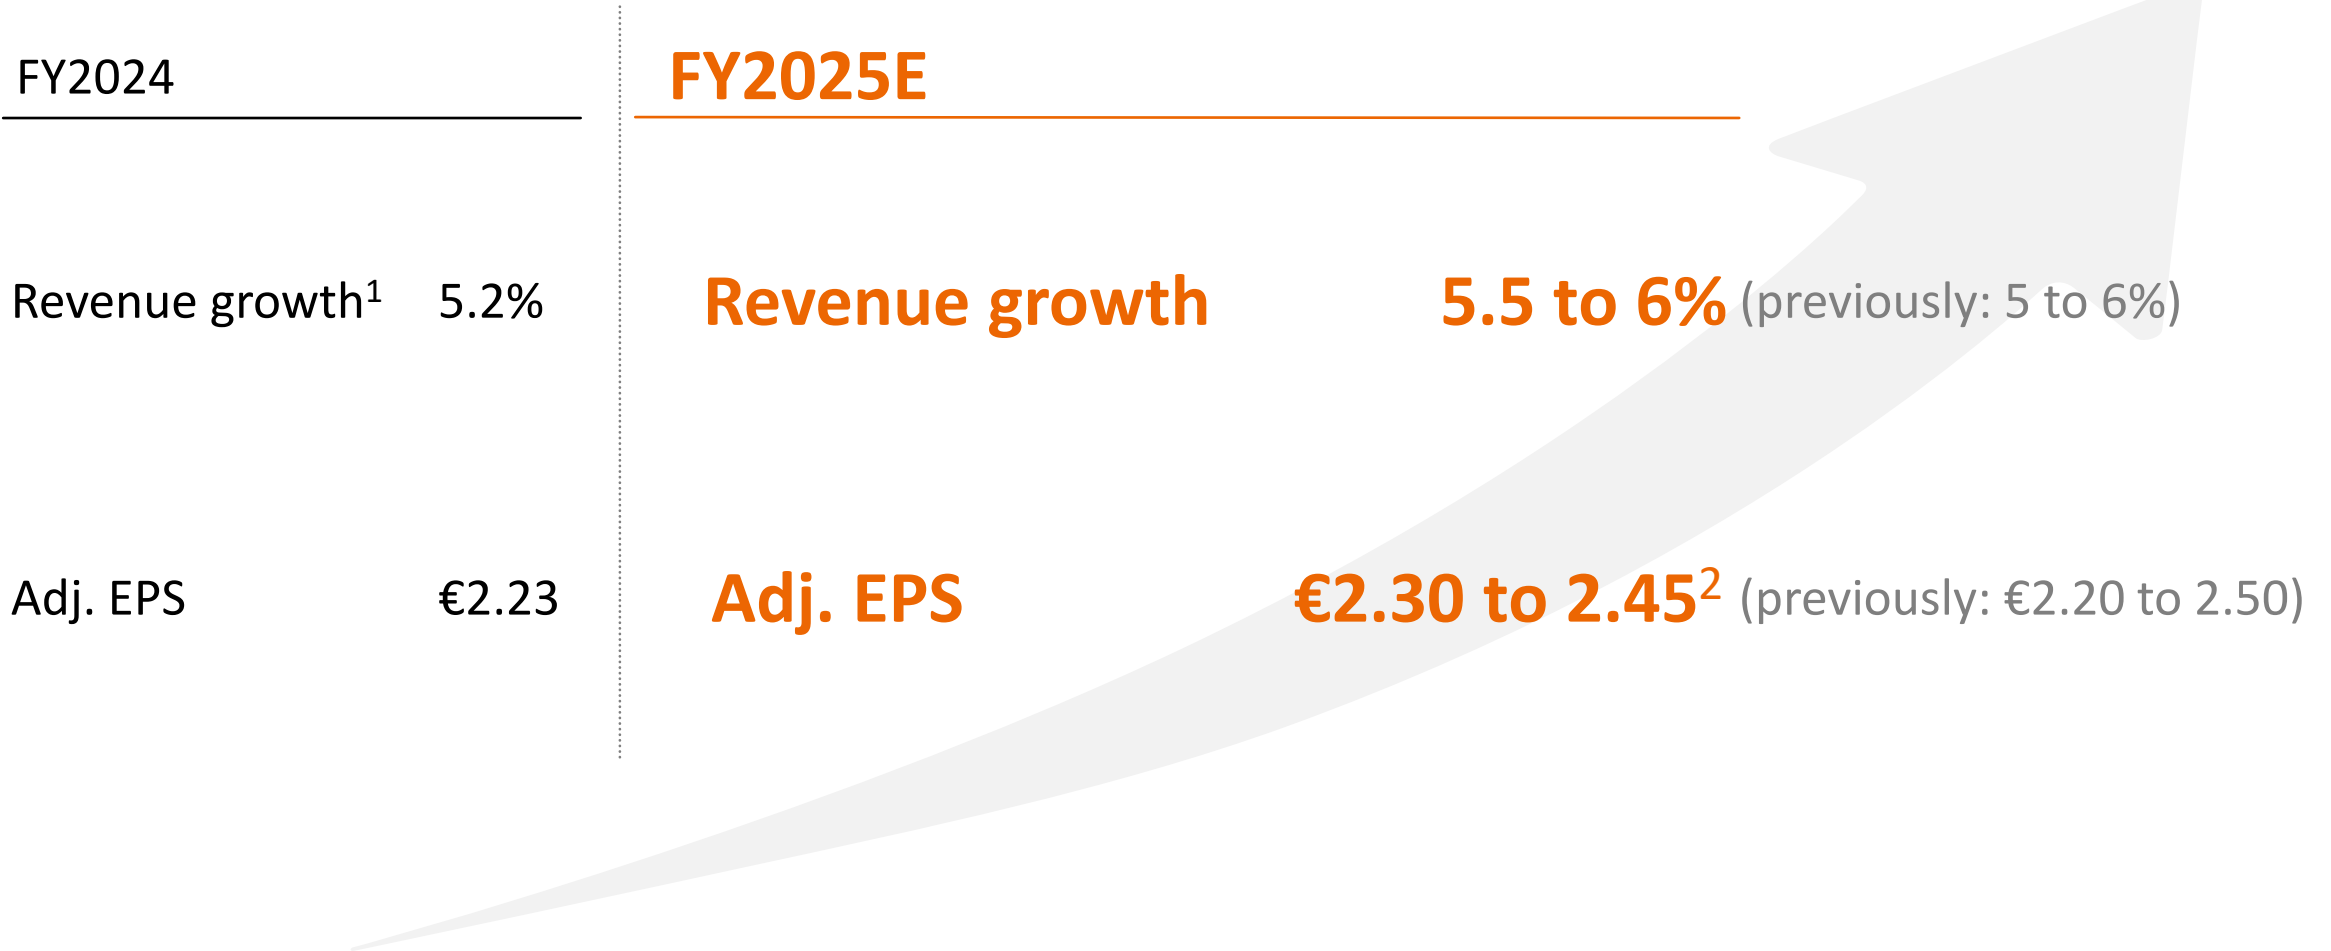 FY2024
FY2025E
Revenue growth¹ 5.2%
Revenue growth 5.5 to 6% (previously: 5 to 6%)
Adj. EPS €2.23
Adj. EPS €2.30 to 2.45² (previously: €2.20 to 2.50)